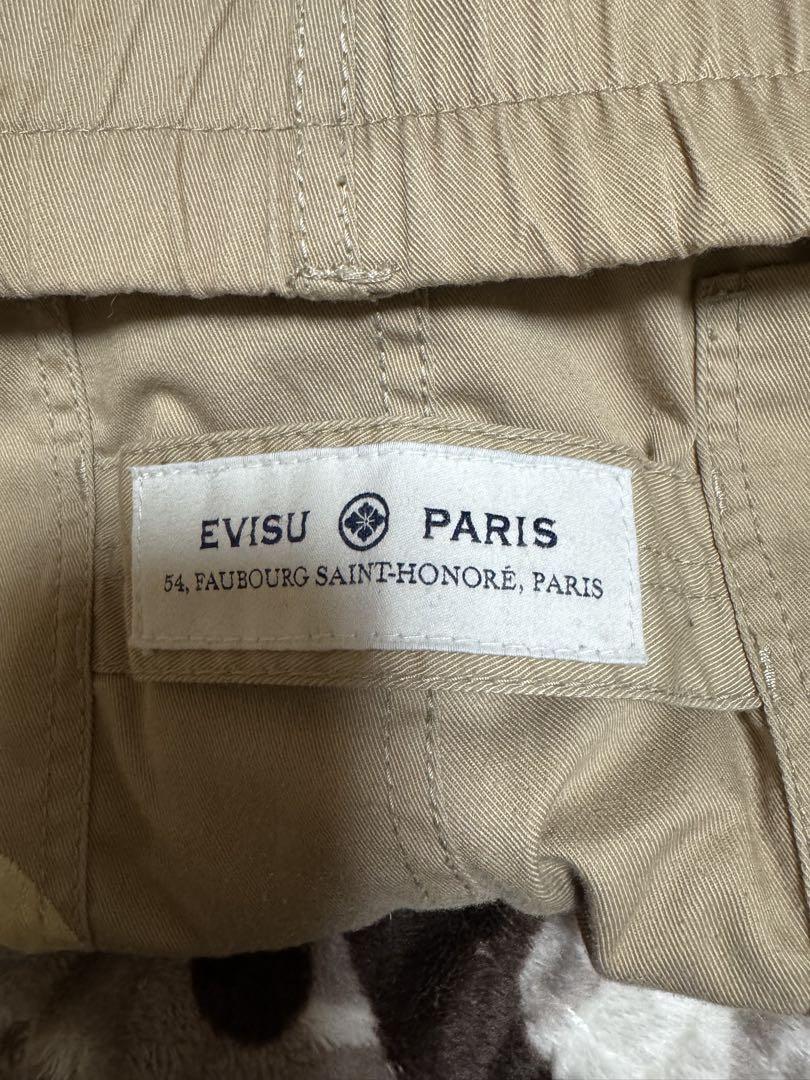 EVISU PARIS
54, FAUBOURG SAINT-HONORÉ, PARIS